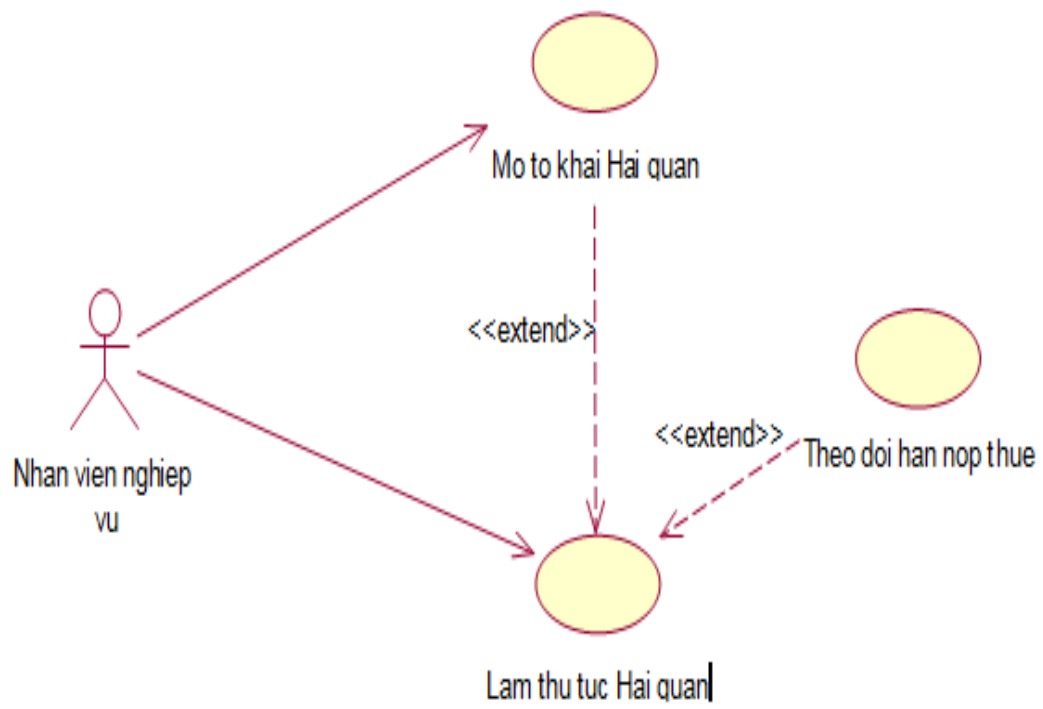 Mo to khai Hai quan
<<extend>>
<<extend>>
Theo doi han nop thue
Nhan vien nghiep
vu
Lam thu tuc Hai quan